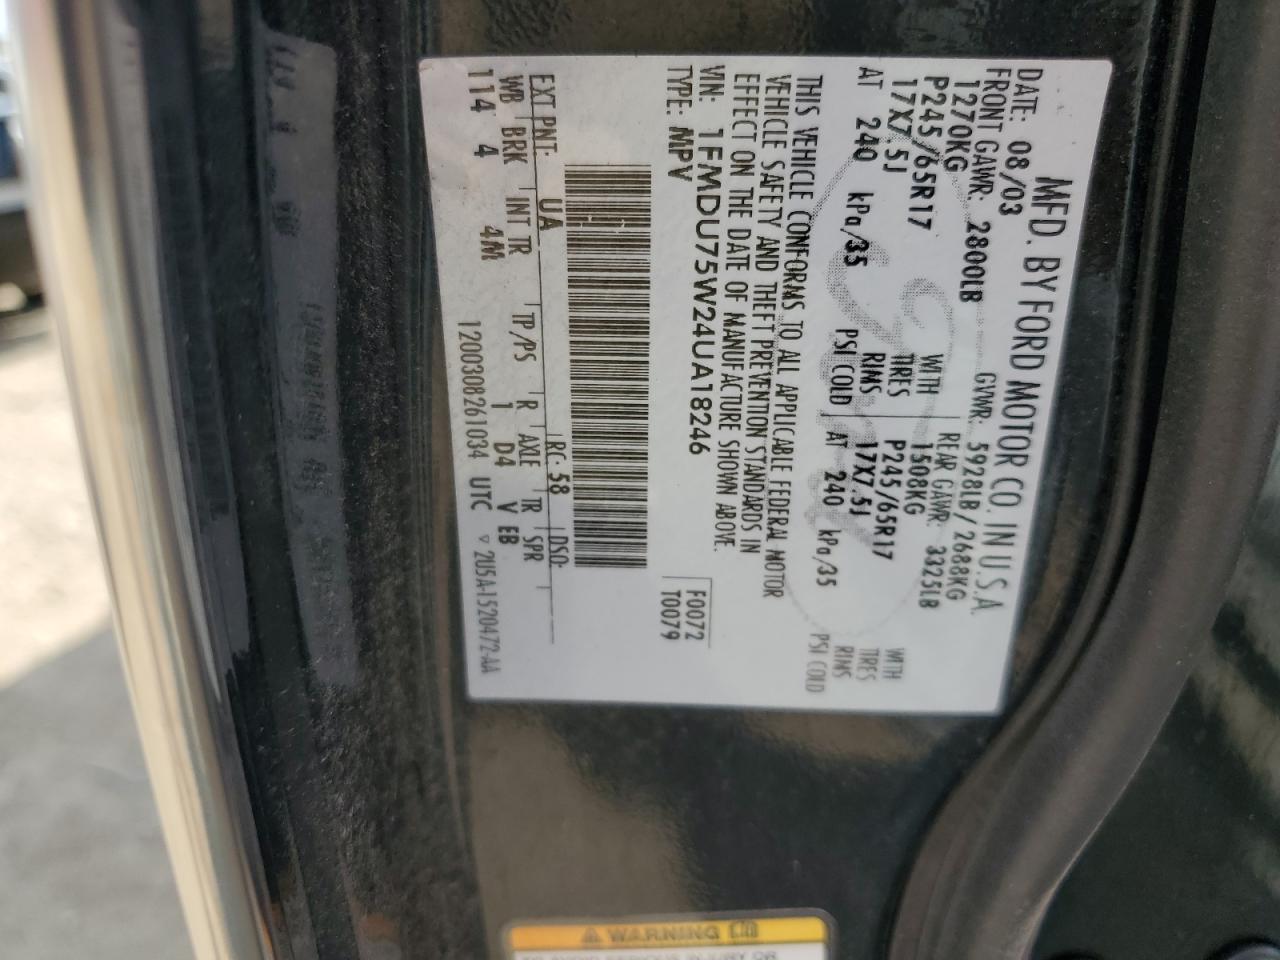 MFD. BY FORD MOTOR CO. IN U.S.A.
DATE: 08/03 GVWR: 5928LB/2688KG
FRONT GAWR: 2800LB REAR GAWR: 3325LB
1270KG WITH 1508KG WITH
P245/65R17 TIRES P245/65R17 TIRES
17X7.5J RIMS 17X7.5J RIMS
AT 240 kPa/35 PSI COLD AT 240 kPa/35 PSI COLD
THIS VEHICLE CONFORMS TO ALL APPLICABLE FEDERAL MOTOR
VEHICLE SAFETY AND THEFT PREVENTION STANDARDS IN
EFFECT ON THE DATE OF MANUFACTURE SHOWN ABOVE.
VIN: 1FMDU75W24UA18246
TYPE: MPV
F0072
T0079
EXT PNT: UA RC: 58 DSO:
WB BRK INT TR TP/PS R AXLE TR SPR
114 4 4M 1 D4 V EB
1200308261034 UTC 2U5A-1520472-AA
WARNING